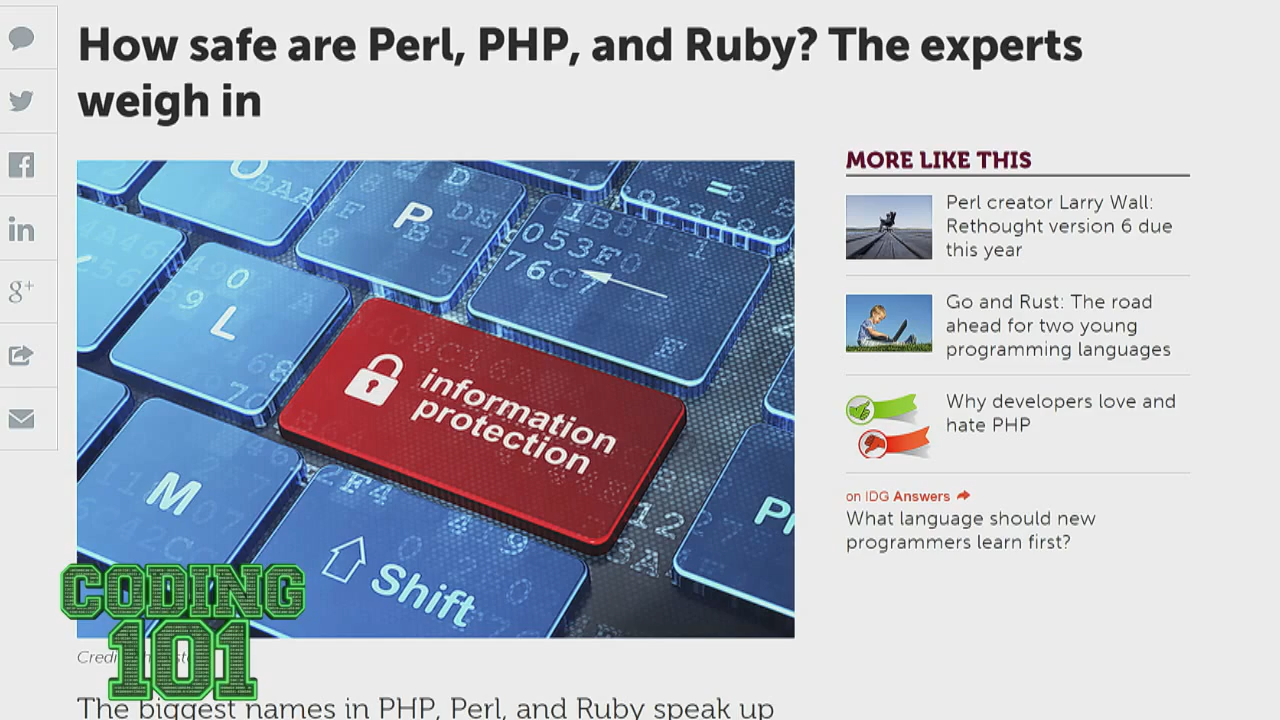 How safe are Perl, PHP, and Ruby? The experts
weigh in
MORE LIKE THIS
Perl creator Larry Wall:
Rethought version 6 due
this year
Go and Rust: The road
ahead for two young
programming languages
Why developers love and
hate PHP
on IDG Answers
What language should new
programmers learn first?
O
P
L
information
protection
M
Shift
CODING
101
The biggest names in PHP, Perl, and Ruby speak up